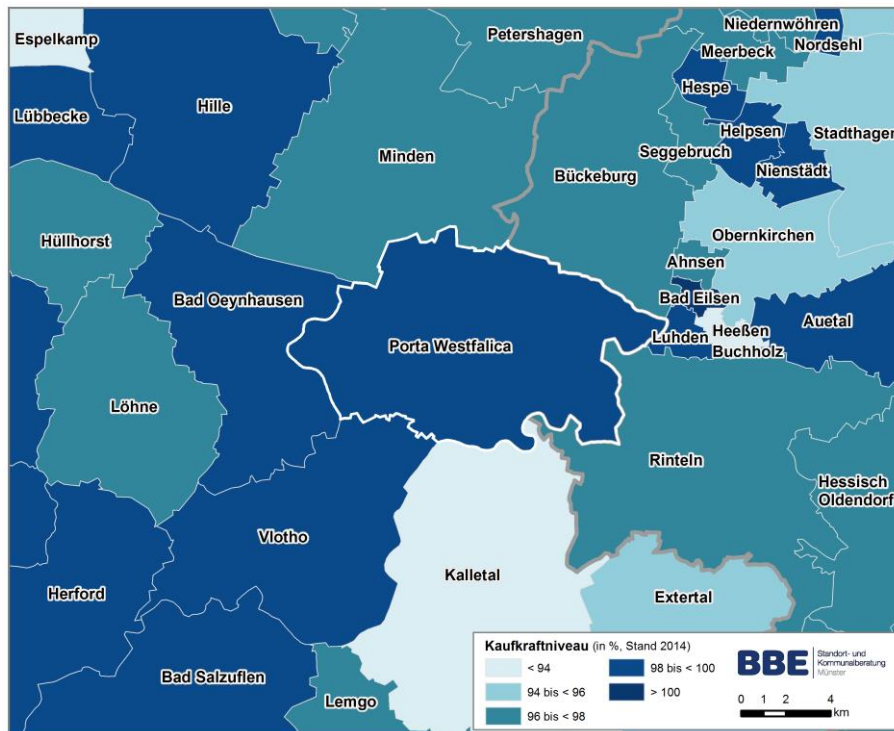 Espelkamp
Petershagen
Niedernwöhren
Meerbeck
Nordsehl
Hille
Hespe
Lübbecke
Helpsen
Stadthagen
Minden
Seggebruch
Bückeburg
Nienstädt
Hüllhorst
Obernkirchen
Ahnsen
Bad Oeynhausen
Bad Eilsen
Auetal
Porta Westfalica
Luhden
Heeßen
Buchholz
Löhne
Rinteln
Hessisch
Oldendorf
Vlotho
Kalletal
Herford
Extertal
Bad Salzuflen
Lemgo
Kaufkraftniveau (in %, Stand 2014)
< 94
98 bis < 100
94 bis < 96
> 100
96 bis < 98
BBE
Standort- und
Kommunalberatung
Münster
0 1 2 4
km